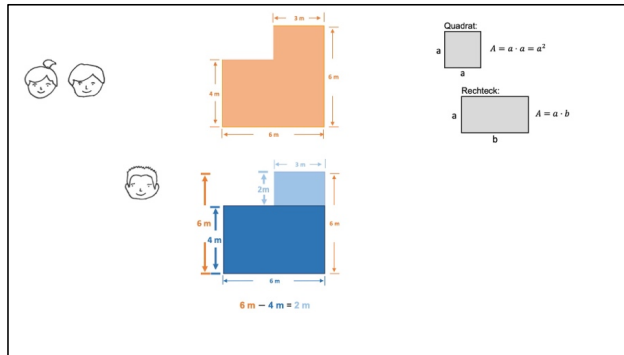 3 m
4 m
6 m
6 m
Quadrat:
a
a
A = a · a = a²
Rechteck:
a
b
A = a · b
3 m
2m
6 m
4 m
6 m
6 m
6 m − 4 m = 2 m